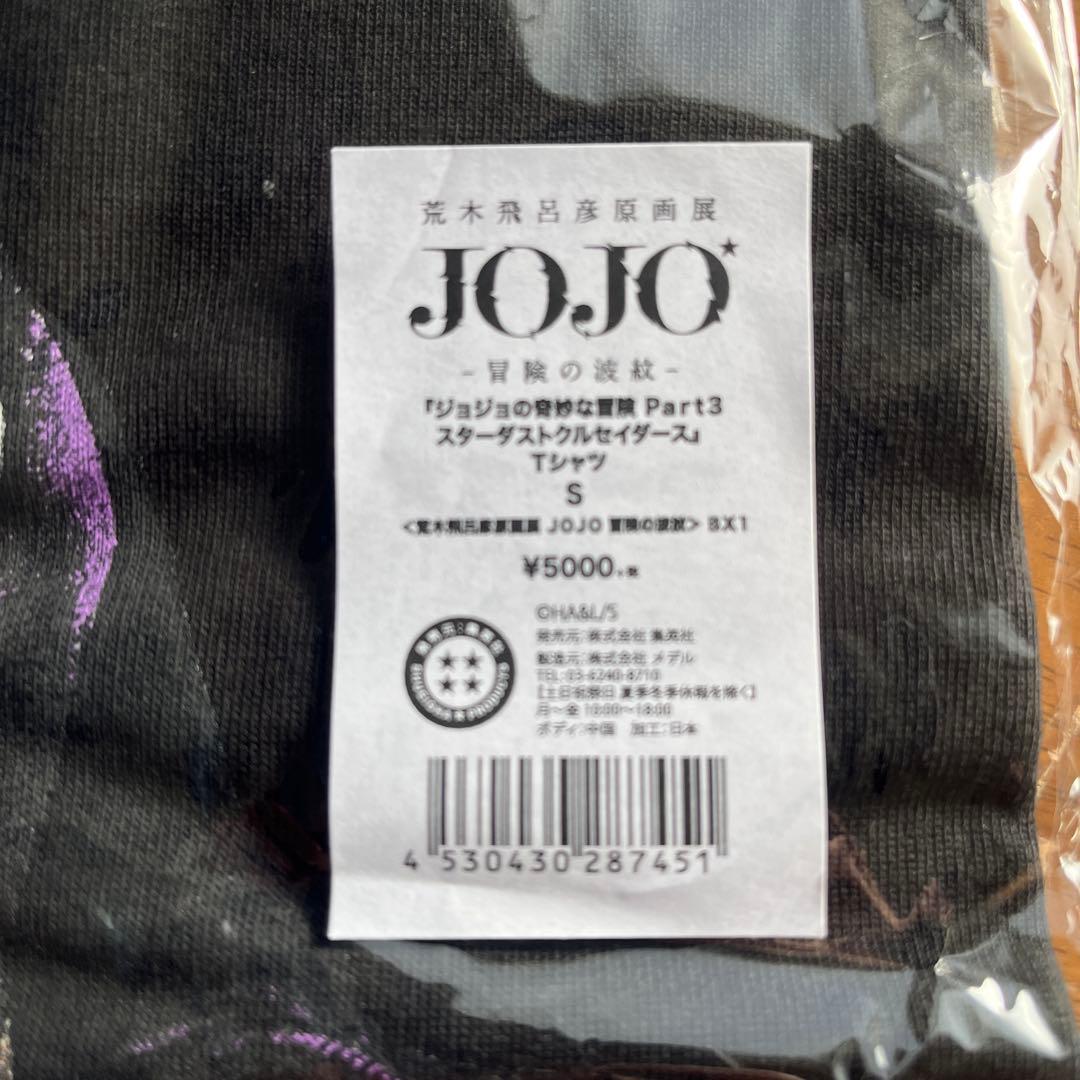 荒木飛呂彦原画展
JOJO
-冒険の波紋-
『ジョジョの奇妙な冒険 Part3
スターダストクルセイダース』
Tシャツ
S
<荒木飛呂彦原画展 JOJO 冒険の波紋> BX1
¥5000
©HA&L/S
発売元:株式会社 集英社
製造元:株式会社 メデル
TEL:03-6240-8710
【土日祝祭日 夏季冬季休暇を除く】
月～金 10:00～18:00
ボディ:中国 加工:日本
4 530430 287451